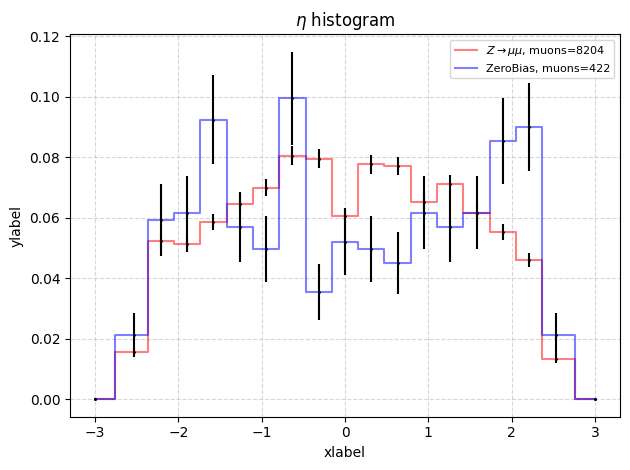 η histogram
0.12
0.10
0.08
0.06
0.04
0.02
0.00
ylabel
Z→μμ, muons=8204
ZeroBias, muons=422
−3 −2 −1 0 1 2 3
xlabel